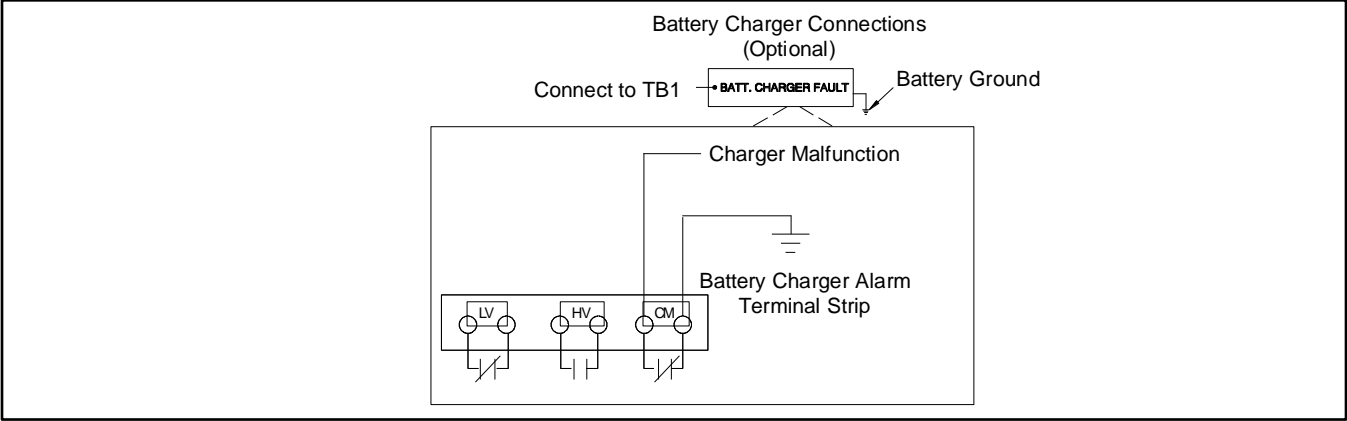 Battery Charger Connections
(Optional)
Connect to TB1
BATT. CHARGER FAULT
Battery Ground
Charger Malfunction
Battery Charger Alarm
Terminal Strip
LV
HV
CM